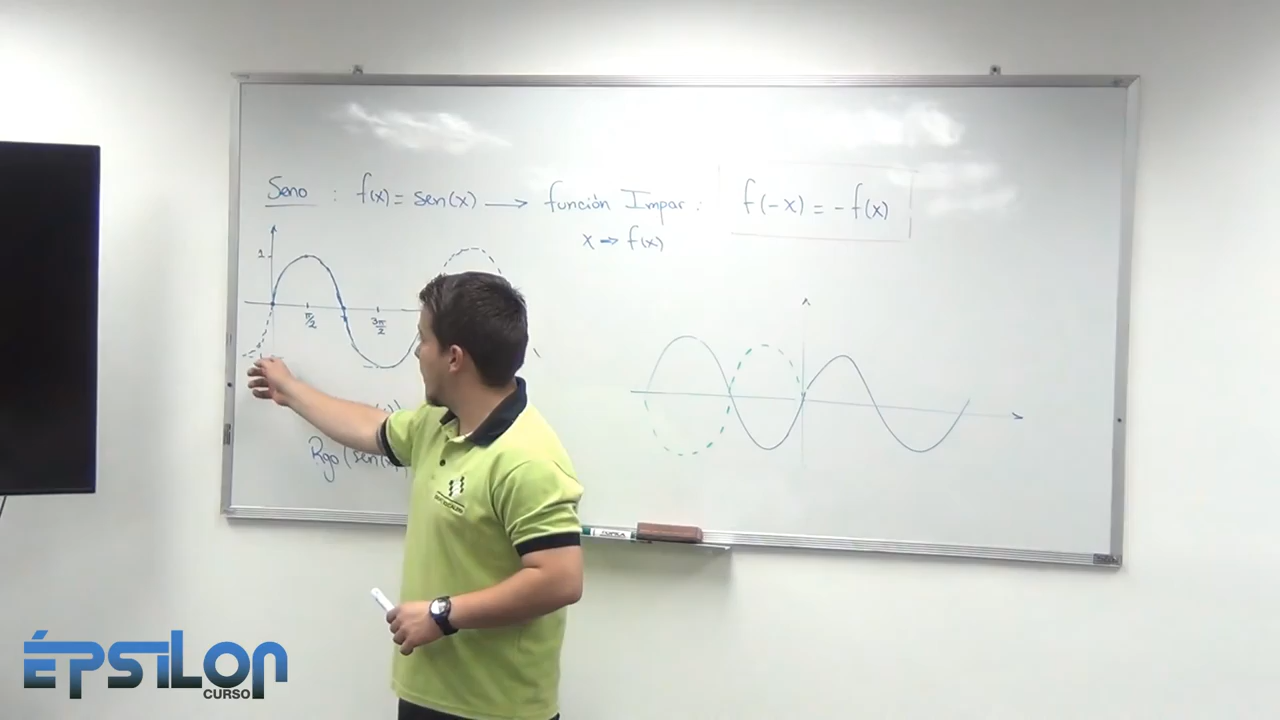 Seno : f(x) = sen(x) → función Impar : f(-x) = -f(x)
x → f(x)
1
π/2
3π/2
Rgo (sen(x)
ÉPSILON
CURSO